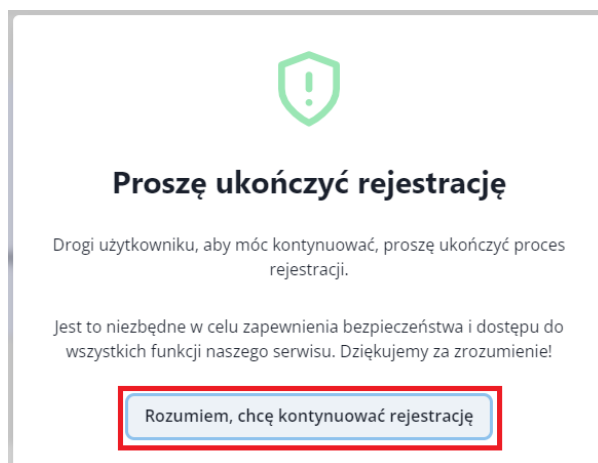 Proszę ukończyć rejestrację
Drogi użytkowniku, aby móc kontynuować, proszę ukończyć proces
rejestracji.
Jest to niezbędne w celu zapewnienia bezpieczeństwa i dostępu do
wszystkich funkcji naszego serwisu. Dziękujemy za zrozumienie!
Rozumiem, chcę kontynuować rejestrację